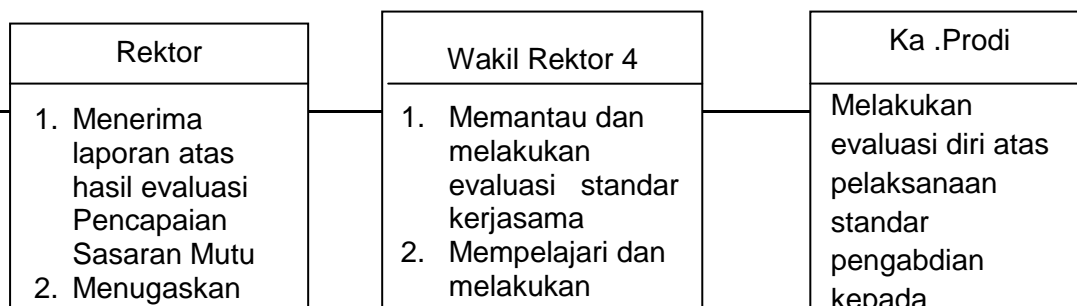 Rektor
1. Menerima
laporan atas
hasil evaluasi
Pencapaian
Sasaran Mutu
2. Menugaskan
Wakil Rektor 4
1. Memantau dan
melakukan
evaluasi standar
kerjasama
2. Mempelajari dan
melakukan
Ka .Prodi
Melakukan
evaluasi diri atas
pelaksanaan
standar
pengabdian
kepada